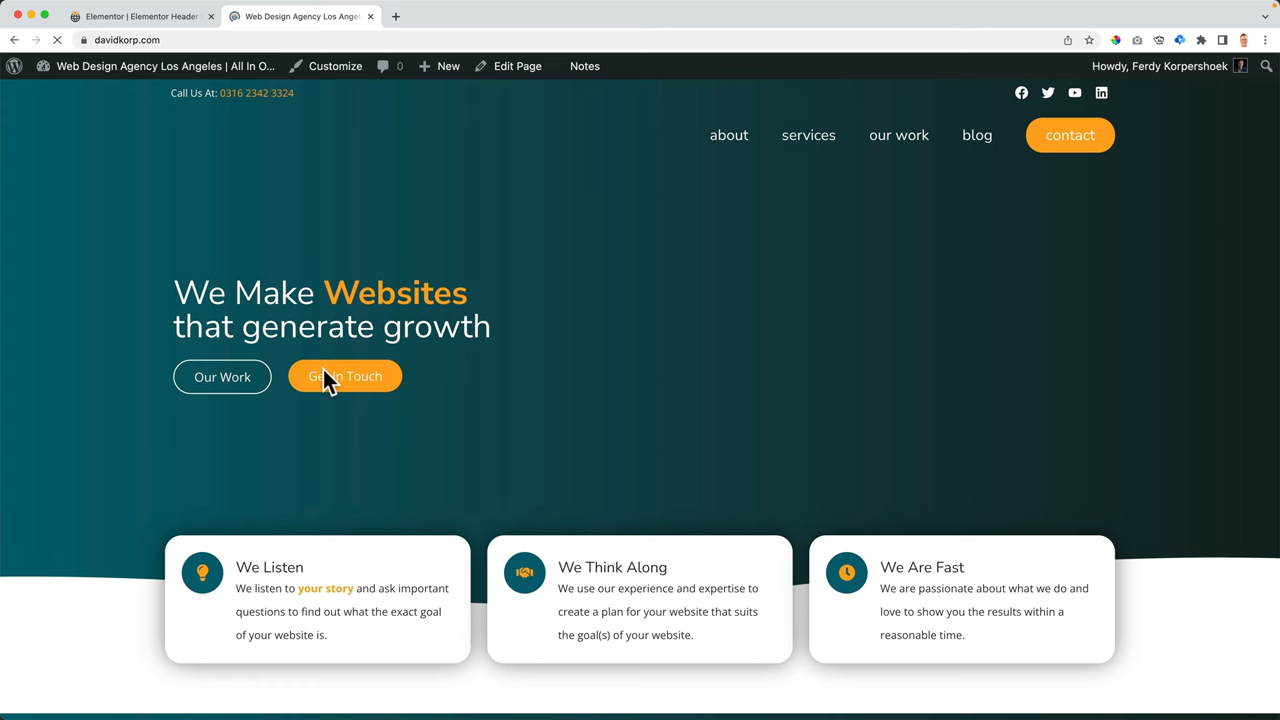 Elementor | Elementor Header
Web Design Agency Los Angel
davidkorp.com
Web Design Agency Los Angeles | All In O...
Customize
0
New
Edit Page
Notes
Howdy, Ferdy Korpershoek
Call Us At: 0316 2342 3324
about
services
our work
blog
contact
We Make Websites
that generate growth
Our Work
Get In Touch
We Listen
We listen to your story and ask important
questions to find out what the exact goal
of your website is.
We Think Along
We use our experience and expertise to
create a plan for your website that suits
the goal(s) of your website.
We Are Fast
We are passionate about what we do and
love to show you the results within a
reasonable time.